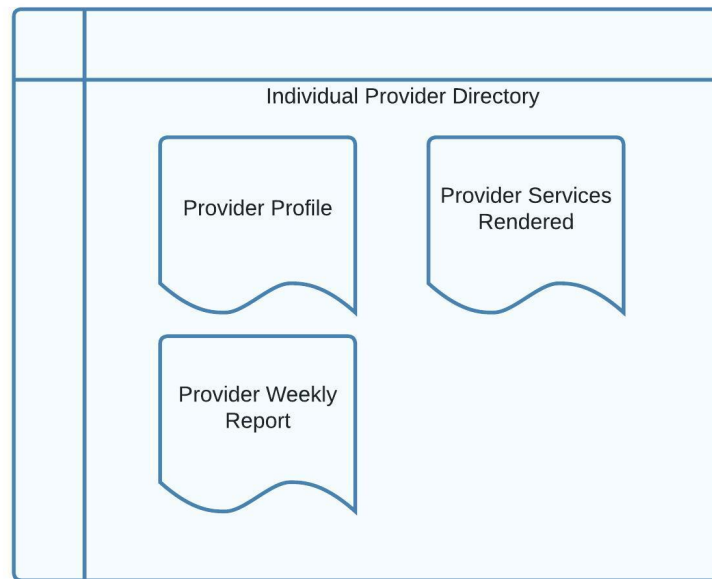 Individual Provider Directory
Provider Profile
Provider Services
Rendered
Provider Weekly
Report